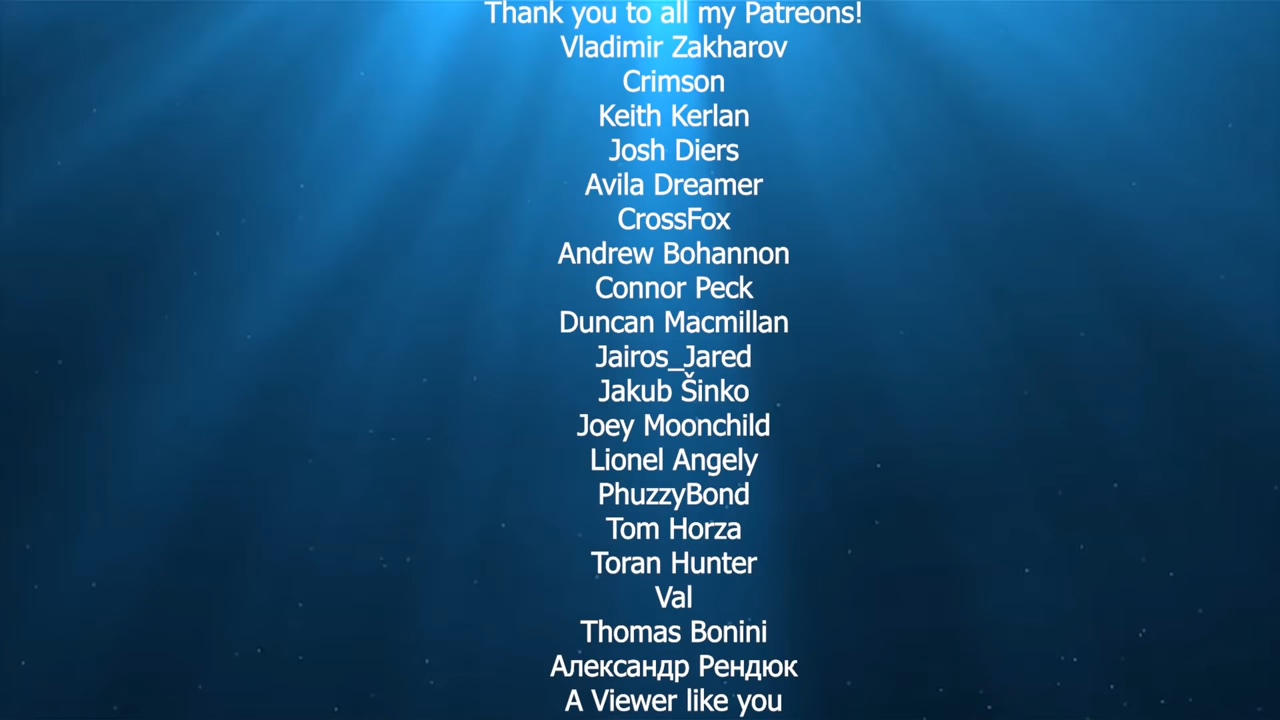 Thank you to all my Patreons!
Vladimir Zakharov
Crimson
Keith Kerlan
Josh Diers
Avila Dreamer
CrossFox
Andrew Bohannon
Connor Peck
Duncan Macmillan
Jairos_Jared
Jakub Šinko
Joey Moonchild
Lionel Angely
PhuzzyBond
Tom Horza
Toran Hunter
Val
Thomas Bonini
Александр Рендюк
A Viewer like you